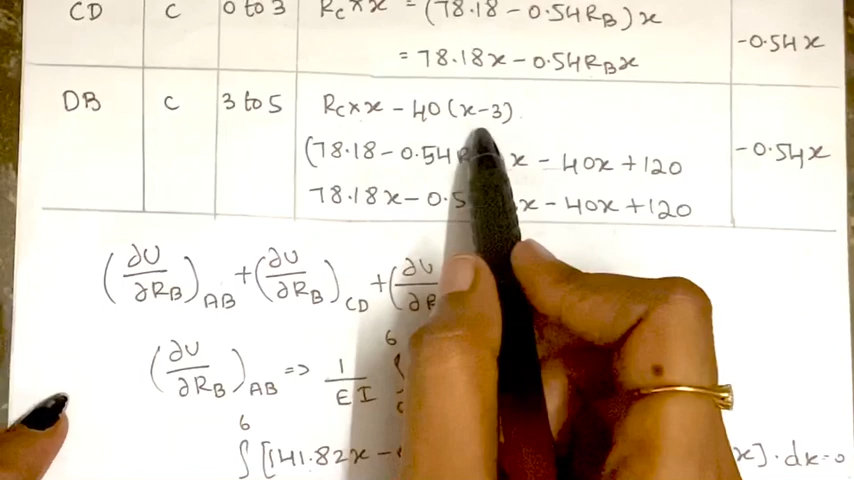 CD C 0 to 3 Rc××x = (78.18-0.54RB)x
= 78.18x-0.54RBx -0.54x
DB C 3 to 5 Rc×x - 40(x-3)
(78.18-0.54R x - 40x+120 -0.54x
78.18x-0.5 x - 40x+120
(∂U/∂RB)AB + (∂U/∂RB)CD + (∂U/∂R
(∂U/∂RB)AB => 1/EI ∫ 6
∫ 6 [141.82x- x].dx=0